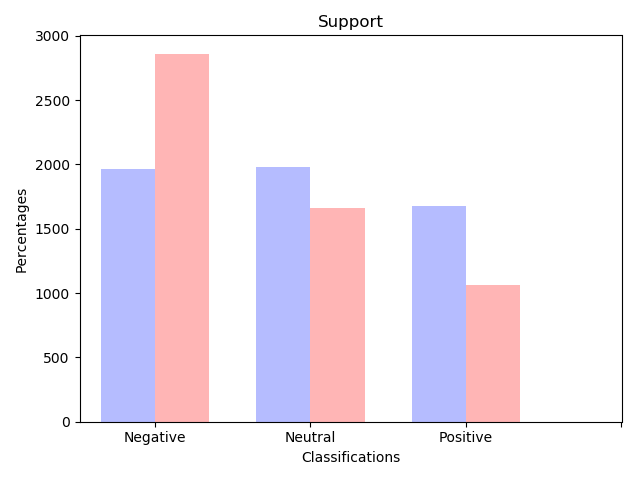 Support
3000
2500
2000
1500
1000
500
0
Percentages
Negative
Neutral
Positive
Classifications